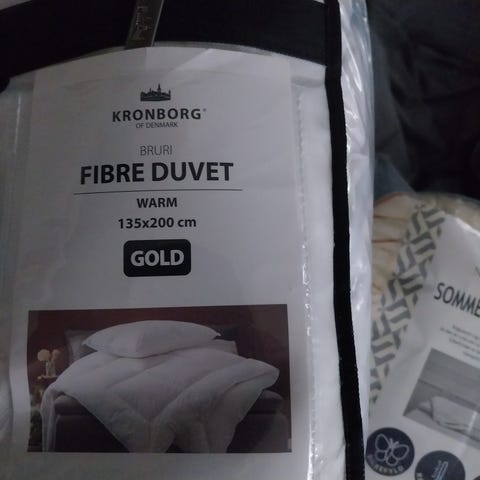 KRONBORG®
OF DENMARK
BRURI
FIBRE DUVET
WARM
135x200 cm
GOLD
SOMME